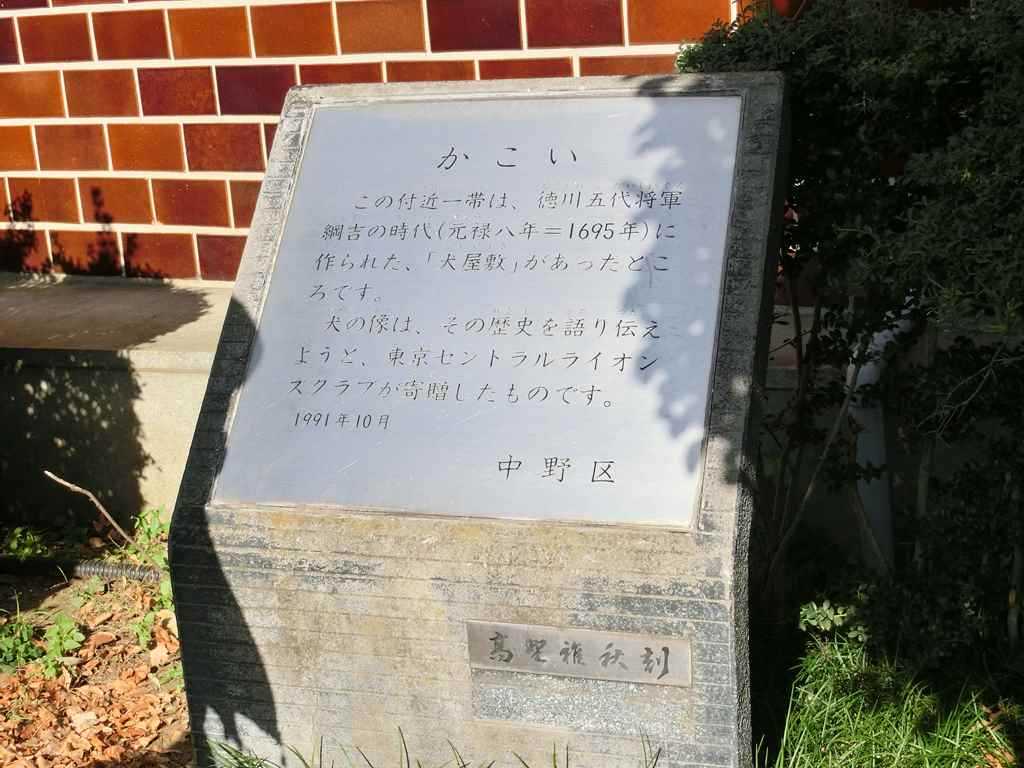 かこい
この付近一帯は、徳川五代将軍
綱吉の時代(元禄八年＝1695年)に
作られた、「犬屋敷」があったとこ
ろです。
犬の像は、その歴史を語り伝え
ようと、東京セントラルライオン
スクラブが寄贈したものです。
1991年10月
中野区
高埜雅秋刻